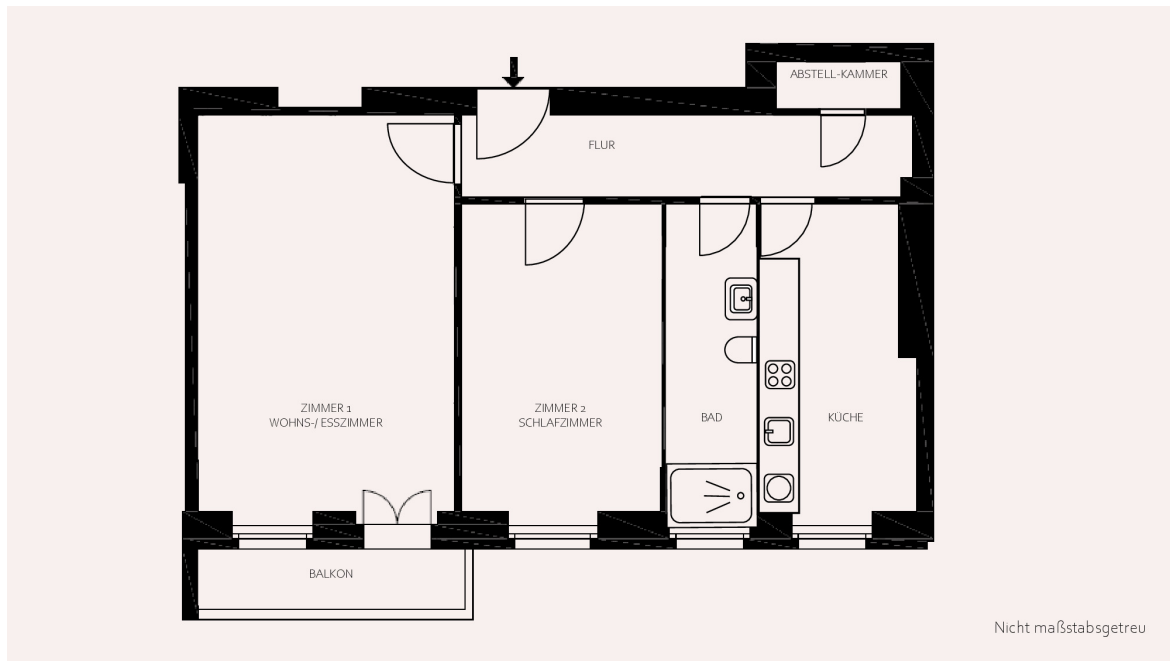 ABSTELL-KAMMER
FLUR
ZIMMER 1
WOHNS-/ ESSZIMMER
ZIMMER 2
SCHLAFZIMMER
BAD
KÜCHE
BALKON
Nicht maßstabsgetreu